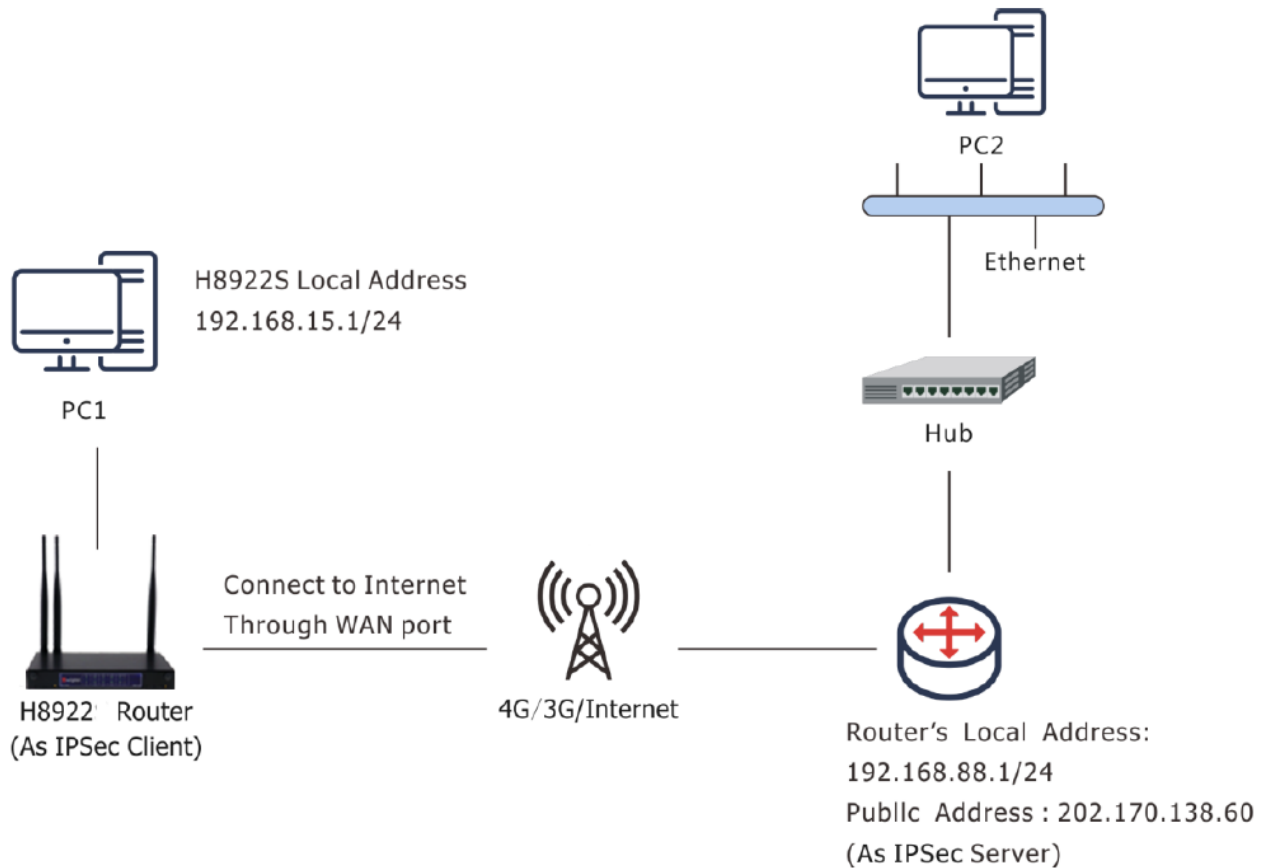 PC2
Ethernet
H8922S Local Address
192.168.15.1/24
PC1
Hub
Connect to Internet
Through WAN port
H8922 Router
(As IPSec Client)
4G/3G/Internet
Router's Local Address:
192.168.88.1/24
Publlc Address : 202.170.138.60
(As IPSec Server)